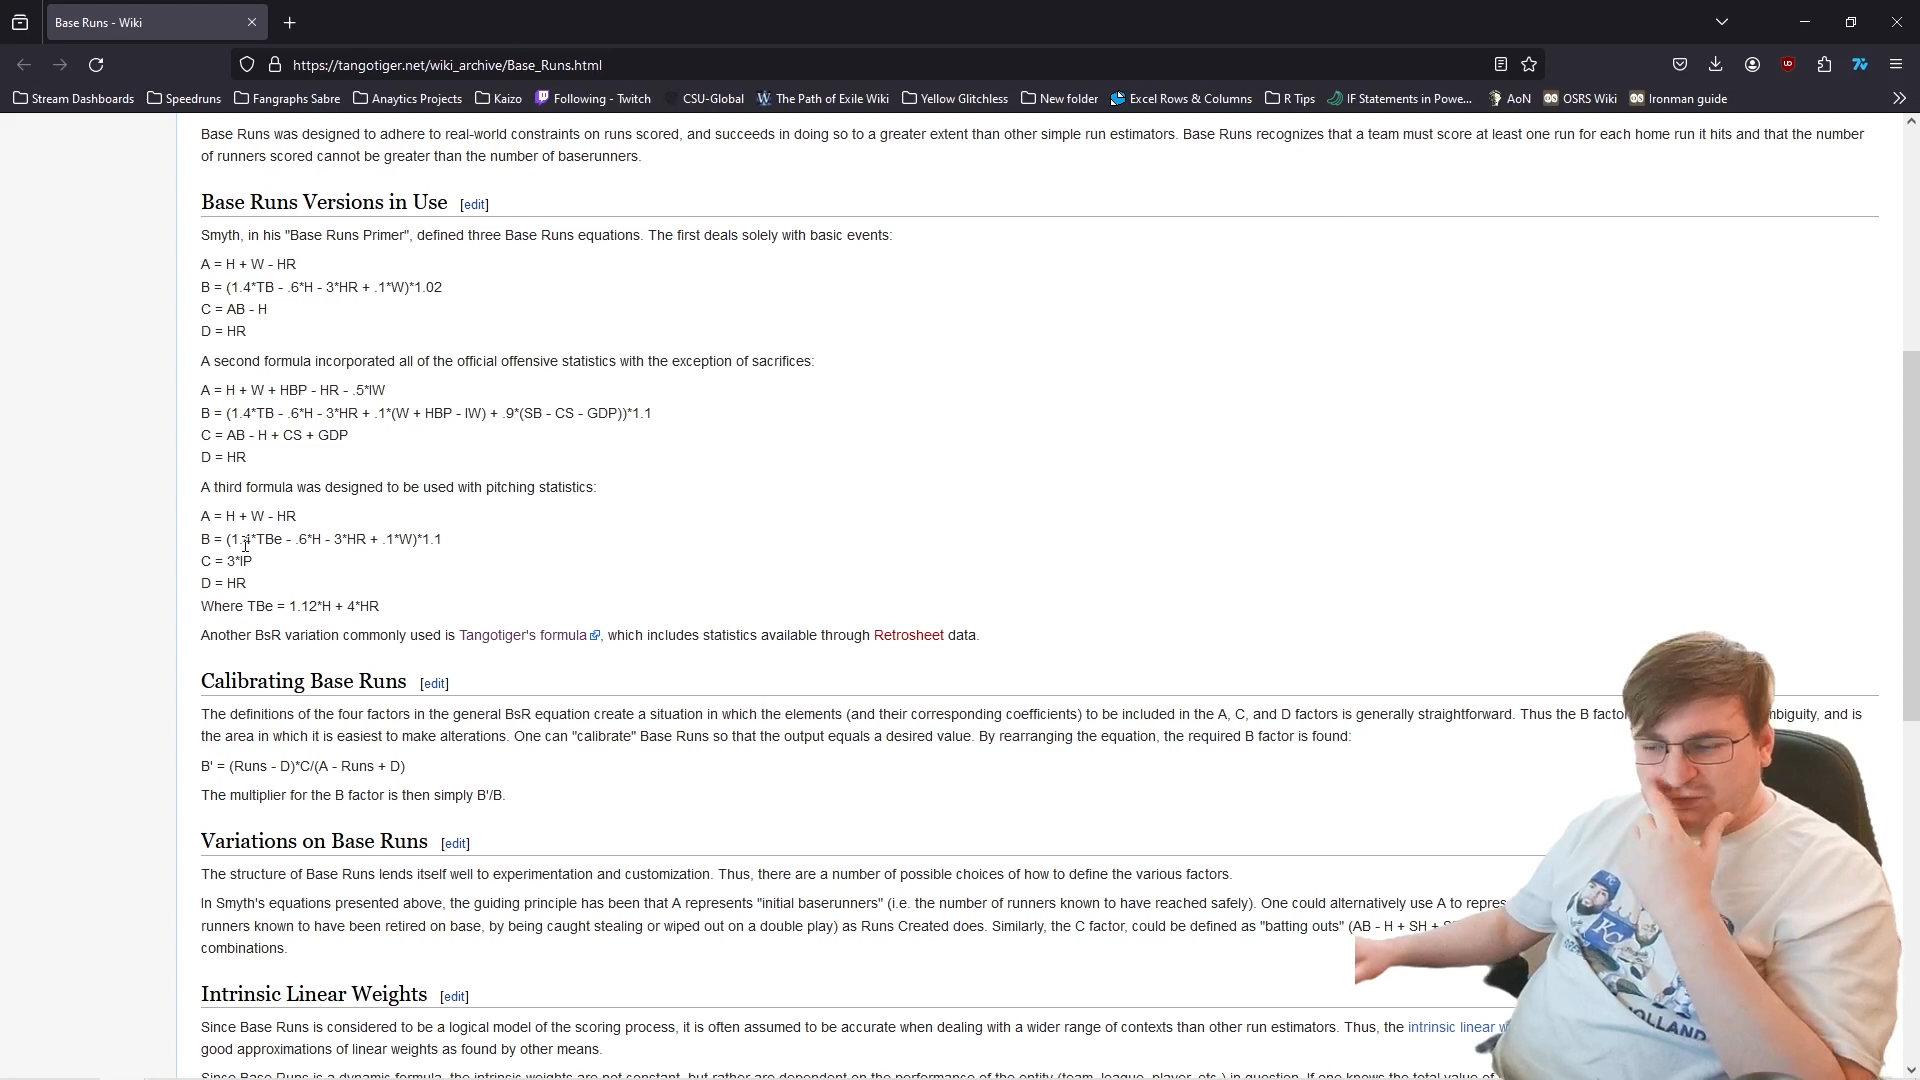 Base Runs - Wiki
https://tangotiger.net/wiki_archive/Base_Runs.html
Stream Dashboards Speedruns Fangraphs Sabre Anaytics Projects Kaizo Following - Twitch CSU-Global The Path of Exile Wiki Yellow Glitchless New folder Excel Rows & Columns R Tips IF Statements in Powe... AoN OSRS Wiki Ironman guide
Base Runs was designed to adhere to real-world constraints on runs scored, and succeeds in doing so to a greater extent than other simple run estimators. Base Runs recognizes that a team must score at least one run for each home run it hits and that the number
of runners scored cannot be greater than the number of baserunners.
Base Runs Versions in Use [edit]
Smyth, in his "Base Runs Primer", defined three Base Runs equations. The first deals solely with basic events:
A = H + W - HR
B = (1.4*TB - .6*H - 3*HR + .1*W)*1.02
C = AB - H
D = HR
A second formula incorporated all of the official offensive statistics with the exception of sacrifices:
A = H + W + HBP - HR - .5*IW
B = (1.4*TB - .6*H - 3*HR + .1*(W + HBP - IW) + .9*(SB - CS - GDP))*1.1
C = AB - H + CS + GDP
D = HR
A third formula was designed to be used with pitching statistics:
A = H + W - HR
B = (1.4*TBe - .6*H - 3*HR + .1*W)*1.1
C = 3*IP
D = HR
Where TBe = 1.12*H + 4*HR
Another BsR variation commonly used is Tangotiger's formula, which includes statistics available through Retrosheet data.
Calibrating Base Runs [edit]
The definitions of the four factors in the general BsR equation create a situation in which the elements (and their corresponding coefficients) to be included in the A, C, and D factors is generally straightforward. Thus the B factor mbiguity, and is
the area in which it is easiest to make alterations. One can "calibrate" Base Runs so that the output equals a desired value. By rearranging the equation, the required B factor is found:
B' = (Runs - D)*C/(A - Runs + D)
The multiplier for the B factor is then simply B'/B.
Variations on Base Runs [edit]
The structure of Base Runs lends itself well to experimentation and customization. Thus, there are a number of possible choices of how to define the various factors.
In Smyth's equations presented above, the guiding principle has been that A represents "initial baserunners" (i.e. the number of runners known to have reached safely). One could alternatively use A to repres
runners known to have been retired on base, by being caught stealing or wiped out on a double play) as Runs Created does. Similarly, the C factor, could be defined as "batting outs" (AB - H + SH +
combinations.
Intrinsic Linear Weights [edit]
Since Base Runs is considered to be a logical model of the scoring process, it is often assumed to be accurate when dealing with a wider range of contexts than other run estimators. Thus, the intrinsic linear w
good approximations of linear weights as found by other means.
Since Base Runs is a dynamic formula, the intrinsic weights are not constant, but rather are dependent on the performance of the entity (team, league, player, etc.) in question. If one knows the total value of
KC